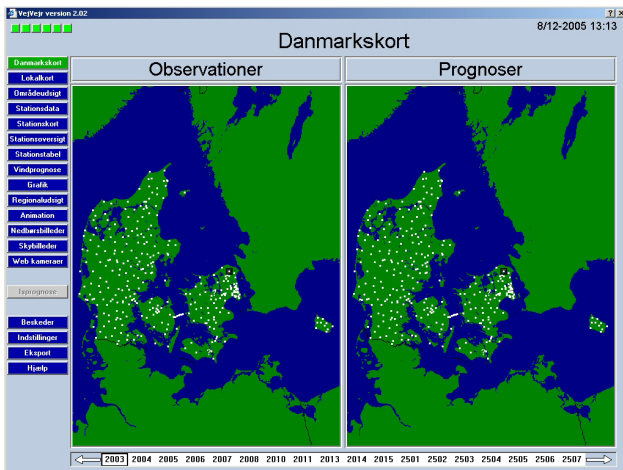 VejVejr version 2.02
8/12-2005 13:13
Danmarkskort
Danmarkskort
Lokalkort
Områdeudsigt
Stationsdata
Stationskort
Stationsoversigt
Stationstabel
Vindprognose
Grafik
Regionaludsigt
Animation
Nedbørsbilleder
Skybilleder
Web kameraer
Isprognose
Beskeder
Indstillinger
Eksport
Hjælp
Observationer
Prognoser
2003 2004 2005 2006 2007 2008 2010 2011 2013 2014 2015 2501 2502 2503 2504 2505 2506 2507